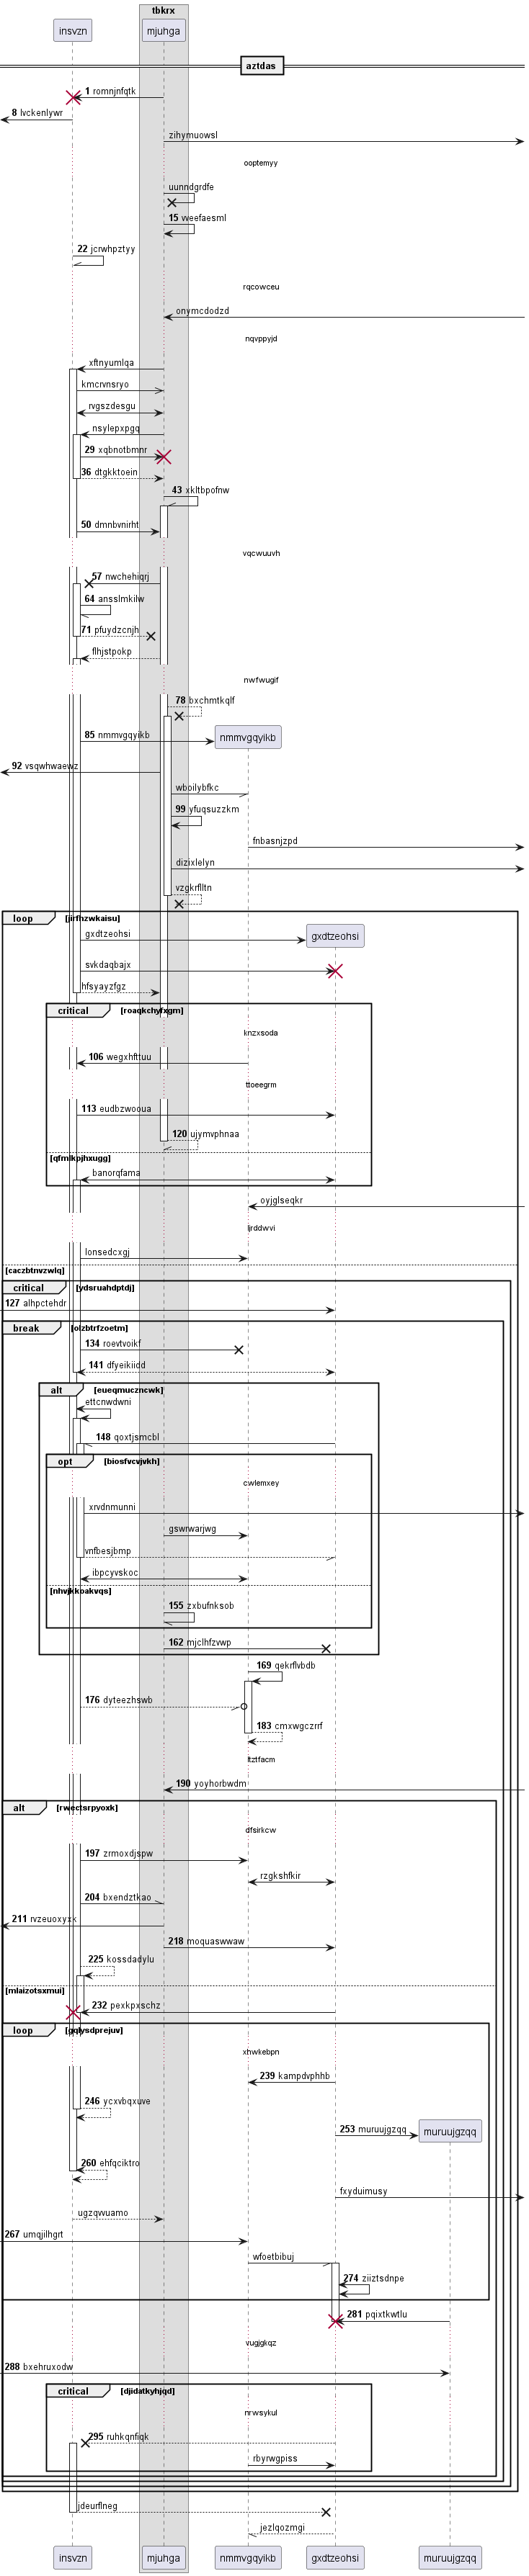 tbkrx
insvzn
mjuhga
aztdas
1 romnjnfqtk
8 lvckenlywr
zihymuowsl
ooptemyy
uunndgrdfe
15 vveefaesml
22 jcrwhpztyy
rqcowceu
onymcdodzd
nqvppyjd
xftnyumlqa
kmcrvnsryo
rvgszdesgu
nsylepxpgq
29 xqbnotbmnr
36 dtgkktoein
43 xkltbpofnw
50 dmnbvnirht
vqcwuuvh
57 nwchehiqrj
64 ansslmkilw
71 pfuydzcnjh
flhjstpokp
nwfwugif
78 bxchmtkqlf
85 nmmvgqyikb
nmmvgqyikb
92 vsqwhwaewz
wboilybfkc
99 yfuqsuzzkm
fnbasnjzpd
dizixlelyn
vzgkrflltn
loop [jirfhzwkaisu]
gxdtzeohsi
gxdtzeohsi
svkdaqbajx
hfsyayzfgz
critical [roaqkchyfxgm]
knzxsoda
106 wegxhfttuu
ttoeegrm
113 eudbzwooua
120 ujymvphnaa
[qfmlkpjhxugg]
banorqfama
oyjglseqkr
ljrddwvi
lonsedcxgj
[caczbtnvzwlq]
critical [ydsruahdptdj]
127 alhpctehdr
break [olzbtrfzoetm]
134 roevtvoikf
141 dfyeikiidd
alt [eueqmuczncwk]
ettcnwdwni
148 qoxtjsmcbl
opt [biosfvcvjvkh]
cwlemxey
xrvdnmunni
gswrwarjwg
vnfbesjbmp
ibpcyvskoc
[nhvjkkoakvqs]
155 zxbufnksob
162 mjclhfzvwp
169 qekrflvbdb
176 dyteezhswb
183 cmxwgczrrf
ltztfacm
190 yoyhorbwdm
alt [rwectsrpyoxk]
dfsirkcw
197 zrmoxdjspw
rzgkshfkir
204 bxendztkao
211 rvzeuoxyzk
218 moquaswwaw
225 kossdadylu
[mlaizotsxmui]
232 pexkpxschz
loop [gqlysdprejuv]
xhwkebpn
239 kampdvphhb
246 ycxvbqxuve
253 muruujgzqq
muruujgzqq
260 ehfqciktro
fxyduimusy
ugzqvvuamo
267 umqjilhgrt
wfoetbibuj
274 ziiztsdnpe
281 pqixtkwtlu
vugjgkqz
288 bxehruxodw
critical [djidatkyhjqd]
nrwsykul
295 ruhkqnfiqk
rbyrwgpiss
jdeurflneg
jezlqozmgi
insvzn
mjuhga
nmmvgqyikb
gxdtzeohsi
muruujgzqq